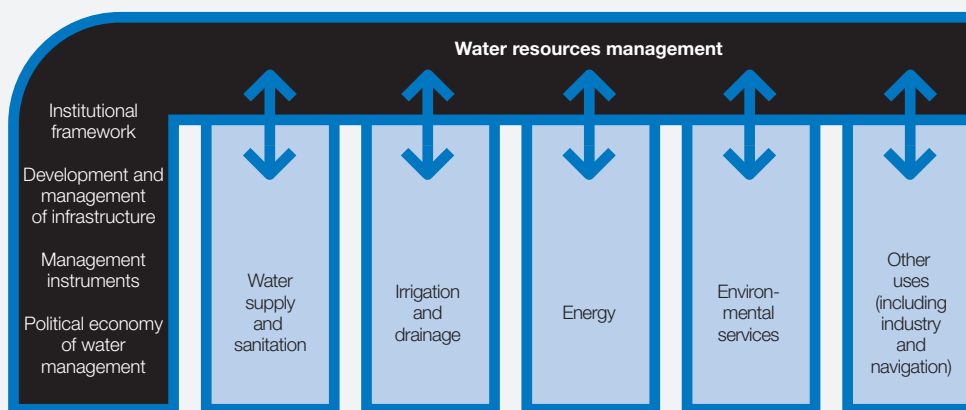 Water resources management
Institutional
framework
Development and
management
of infrastructure
Management
instruments
Political economy
of water
management
Water
supply
and
sanitation
Irrigation
and
drainage
Energy
Environ-
mental
services
Other
uses
(including
industry
and
navigation)